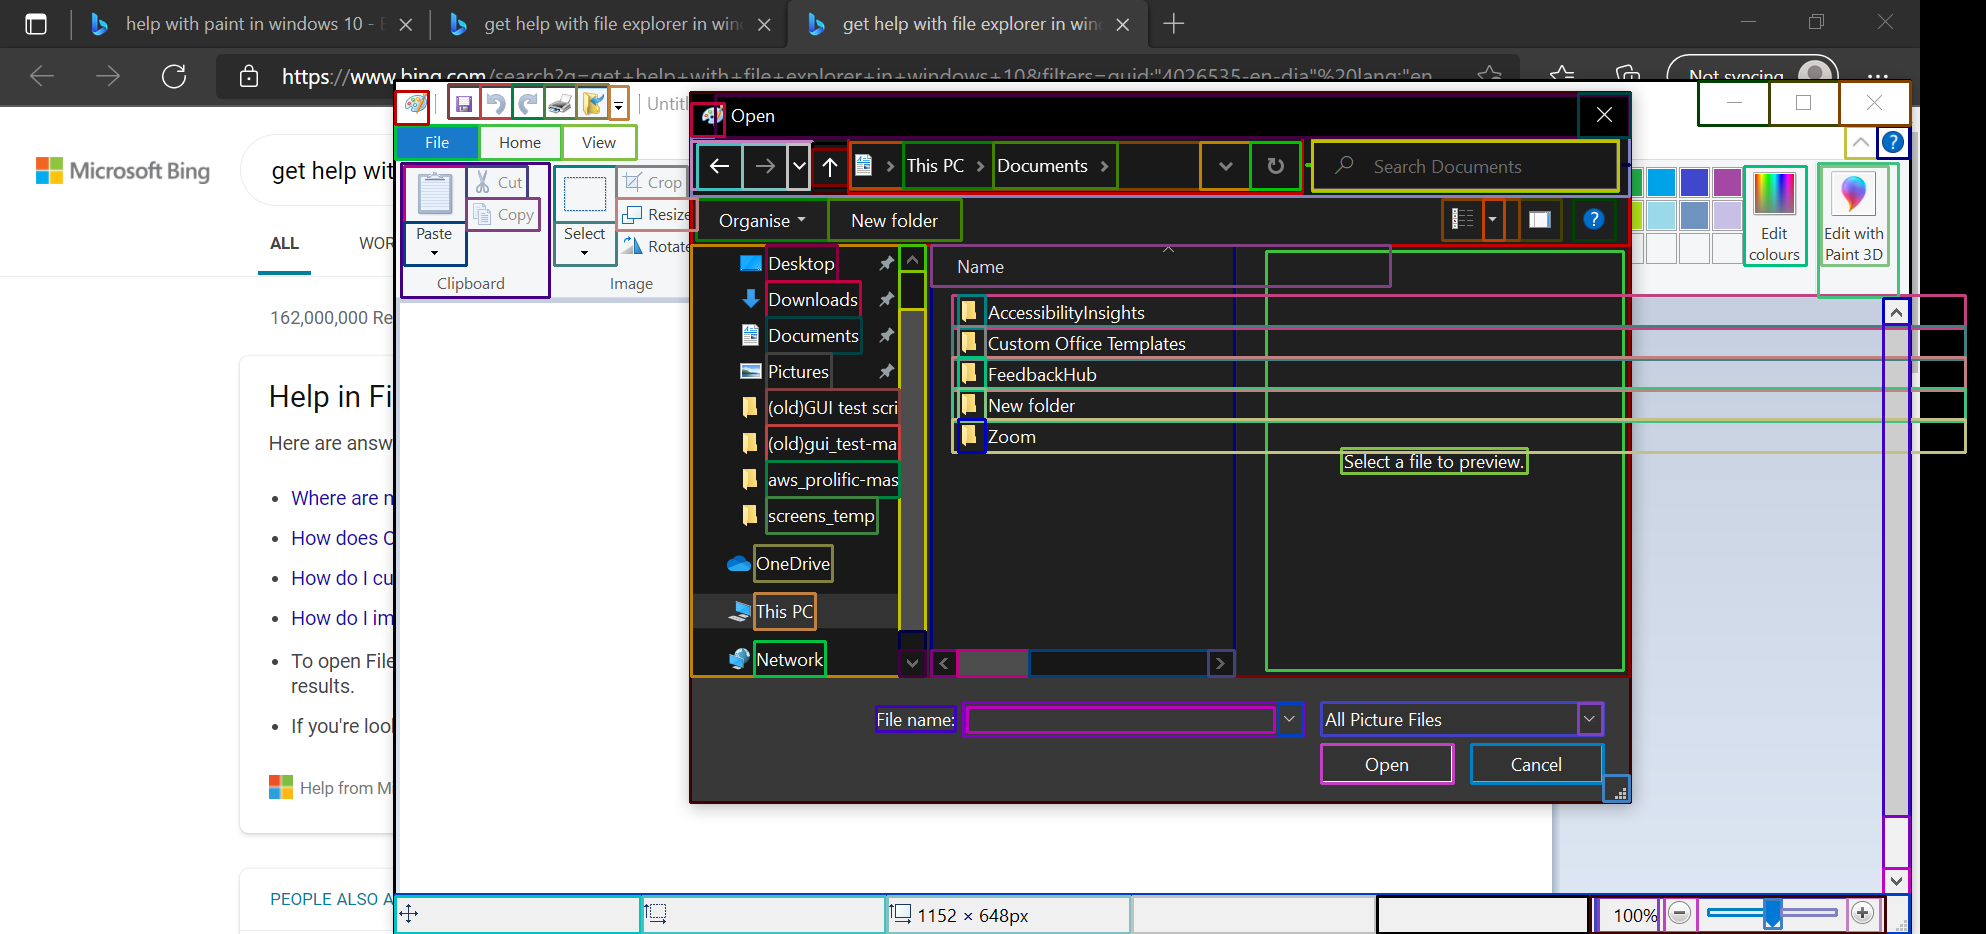 help with paint in windows 10 -
get help with file explorer in win
get help with file explorer in win
https://www.bing.com/search?q=get+help+with+file+explorer+in+windows+10&filters=guid:"4026535-en-dia"%20lang:"en
Not syncing
Microsoft Bing
get help wit
ALL
WOR
162,000,000 Re
Help in Fi
Here are answ
Where are n
How does C
How do I cu
How do I im
To open File
results.
If you're lool
Help from Mi
PEOPLE ALSO A
Untitl
File
Home
View
Paste
Cut
Copy
Clipboard
Select
Crop
Resize
Rotate
Image
Edit
colours
Edit with
Paint 3D
Open
This PC
Documents
Search Documents
Organise
New folder
Desktop
Downloads
Documents
Pictures
(old)GUI test scri
(old)gui_test-ma
aws_prolific-mas
screens_temp
OneDrive
This PC
Network
Name
AccessibilityInsights
Custom Office Templates
FeedbackHub
New folder
Zoom
Select a file to preview.
File name:
All Picture Files
Open
Cancel
1152 × 648px
100%